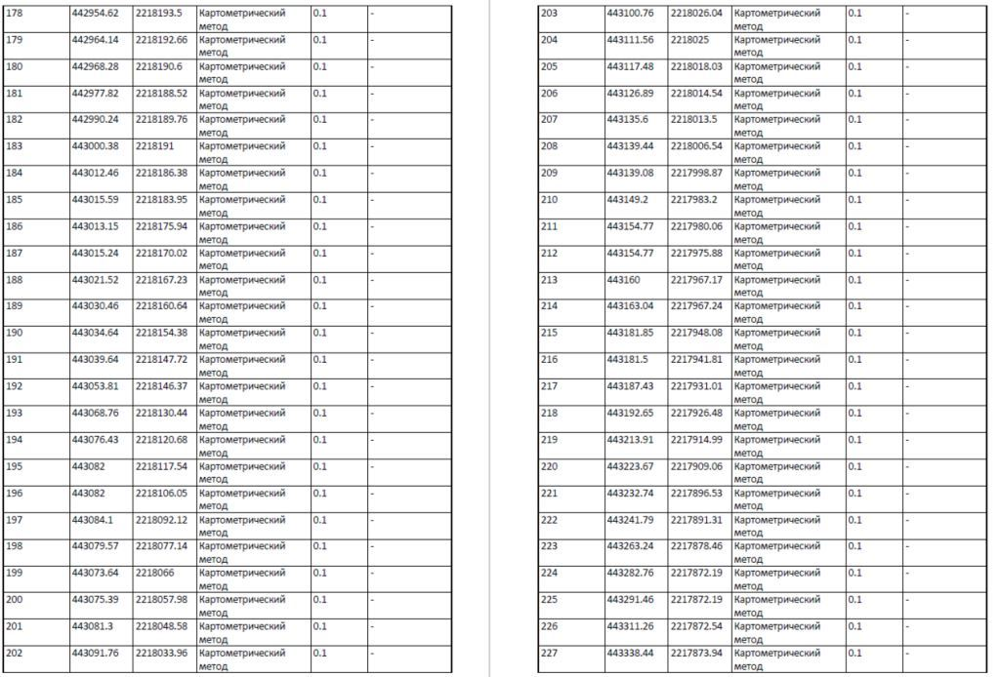 178 442954.62 2218193.5 Картометрический 0.1 -
метод
179 442964.14 2218192.66 Картометрический 0.1 -
метод
180 442968.28 2218190.6 Картометрический 0.1 -
метод
181 442977.82 2218188.52 Картометрический 0.1 -
метод
182 442990.24 2218189.76 Картометрический 0.1 -
метод
183 443000.38 2218191 Картометрический 0.1 -
метод
184 443012.46 2218186.38 Картометрический 0.1 -
метод
185 443015.59 2218183.95 Картометрический 0.1 -
метод
186 443013.15 2218175.94 Картометрический 0.1 -
метод
187 443015.24 2218170.02 Картометрический 0.1 -
метод
188 443021.52 2218167.23 Картометрический 0.1 -
метод
189 443030.46 2218160.64 Картометрический 0.1 -
метод
190 443034.64 2218154.38 Картометрический 0.1 -
метод
191 443039.64 2218147.72 Картометрический 0.1 -
метод
192 443053.81 2218146.37 Картометрический 0.1 -
метод
193 443068.76 2218130.44 Картометрический 0.1 -
метод
194 443076.43 2218120.68 Картометрический 0.1 -
метод
195 443082 2218117.54 Картометрический 0.1 -
метод
196 443082 2218106.05 Картометрический 0.1 -
метод
197 443084.1 2218092.12 Картометрический 0.1 -
метод
198 443079.57 2218077.14 Картометрический 0.1 -
метод
199 443073.64 2218066 Картометрический 0.1 -
метод
200 443075.39 2218057.98 Картометрический 0.1 -
метод
201 443081.3 2218048.58 Картометрический 0.1 -
метод
202 443091.76 2218033.96 Картометрический 0.1 -
метод
203 443100.76 2218026.04 Картометрический 0.1 -
метод
204 443111.56 2218025 Картометрический 0.1 -
метод
205 443117.48 2218018.03 Картометрический 0.1 -
метод
206 443126.89 2218014.54 Картометрический 0.1 -
метод
207 443135.6 2218013.5 Картометрический 0.1 -
метод
208 443139.44 2218006.54 Картометрический 0.1 -
метод
209 443139.08 2217998.87 Картометрический 0.1 -
метод
210 443149.2 2217983.2 Картометрический 0.1 -
метод
211 443154.77 2217980.06 Картометрический 0.1 -
метод
212 443154.77 2217975.88 Картометрический 0.1 -
метод
213 443160 2217967.17 Картометрический 0.1 -
метод
214 443163.04 2217967.24 Картометрический 0.1 -
метод
215 443181.85 2217948.08 Картометрический 0.1 -
метод
216 443181.5 2217941.81 Картометрический 0.1 -
метод
217 443187.43 2217931.01 Картометрический 0.1 -
метод
218 443192.65 2217926.48 Картометрический 0.1 -
метод
219 443213.91 2217914.99 Картометрический 0.1 -
метод
220 443223.67 2217909.06 Картометрический 0.1 -
метод
221 443232.74 2217896.53 Картометрический 0.1 -
метод
222 443241.79 2217891.31 Картометрический 0.1 -
метод
223 443263.24 2217878.46 Картометрический 0.1 -
метод
224 443282.76 2217872.19 Картометрический 0.1 -
метод
225 443291.46 2217872.19 Картометрический 0.1 -
метод
226 443311.26 2217872.54 Картометрический 0.1 -
метод
227 443338.44 2217873.94 Картометрический 0.1 -
метод